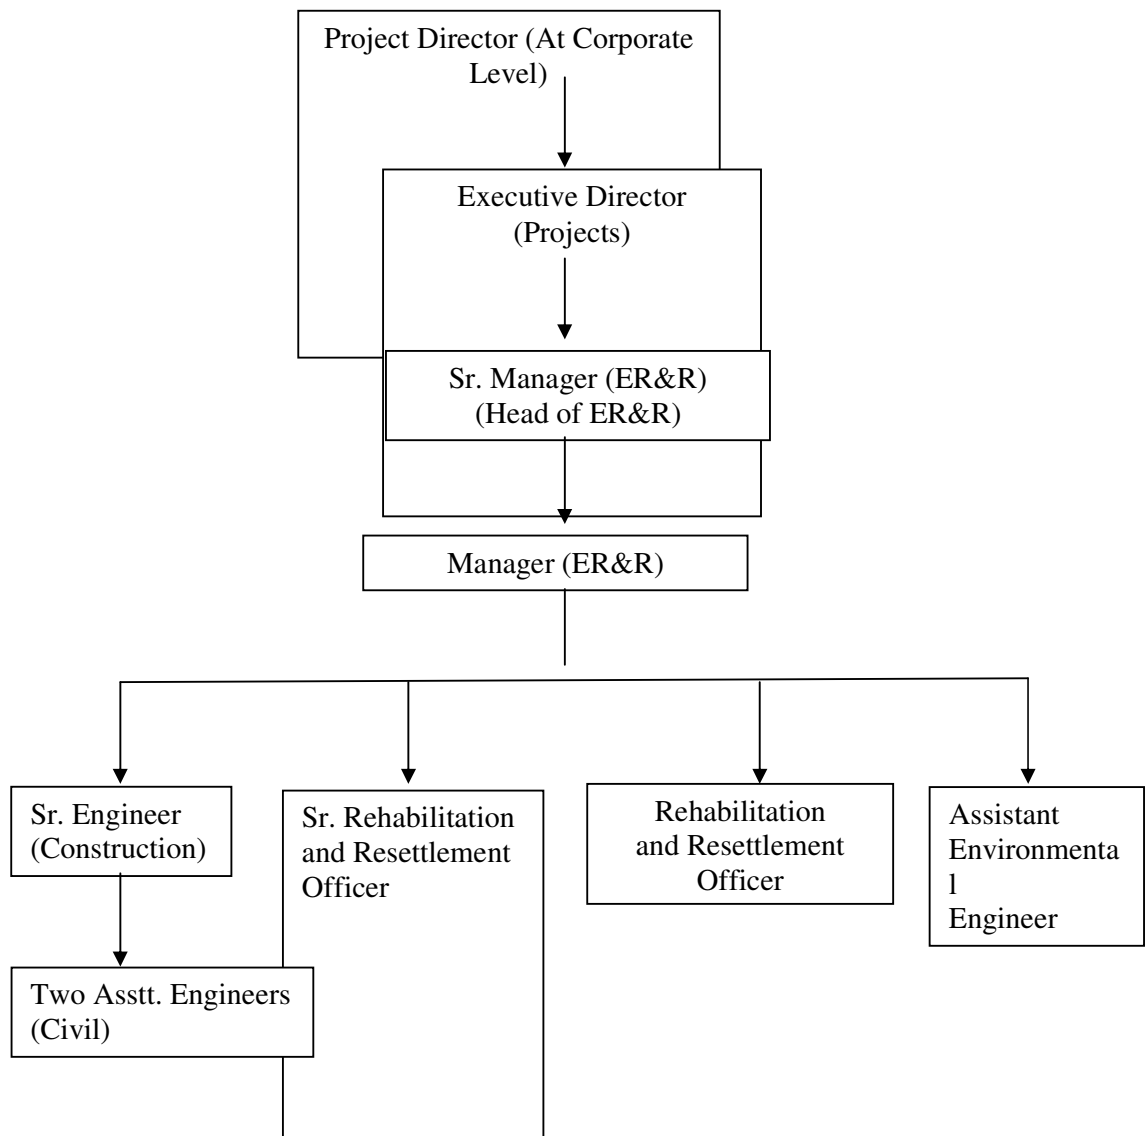 Project Director (At Corporate
Level)
Executive Director
(Projects)
Sr. Manager (ER&R)
(Head of ER&R)
Manager (ER&R)
Sr. Engineer
(Construction)
Sr. Rehabilitation
and Resettlement
Officer
Rehabilitation
and Resettlement
Officer
Assistant
Environmenta
l
Engineer
Two Asstt. Engineers
(Civil)